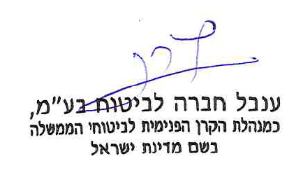 ענבל חברה לביטוח בע"מ,
כמנהלת הקרן הפנימית לביטוחי הממשלה
בשם מדינת ישראל